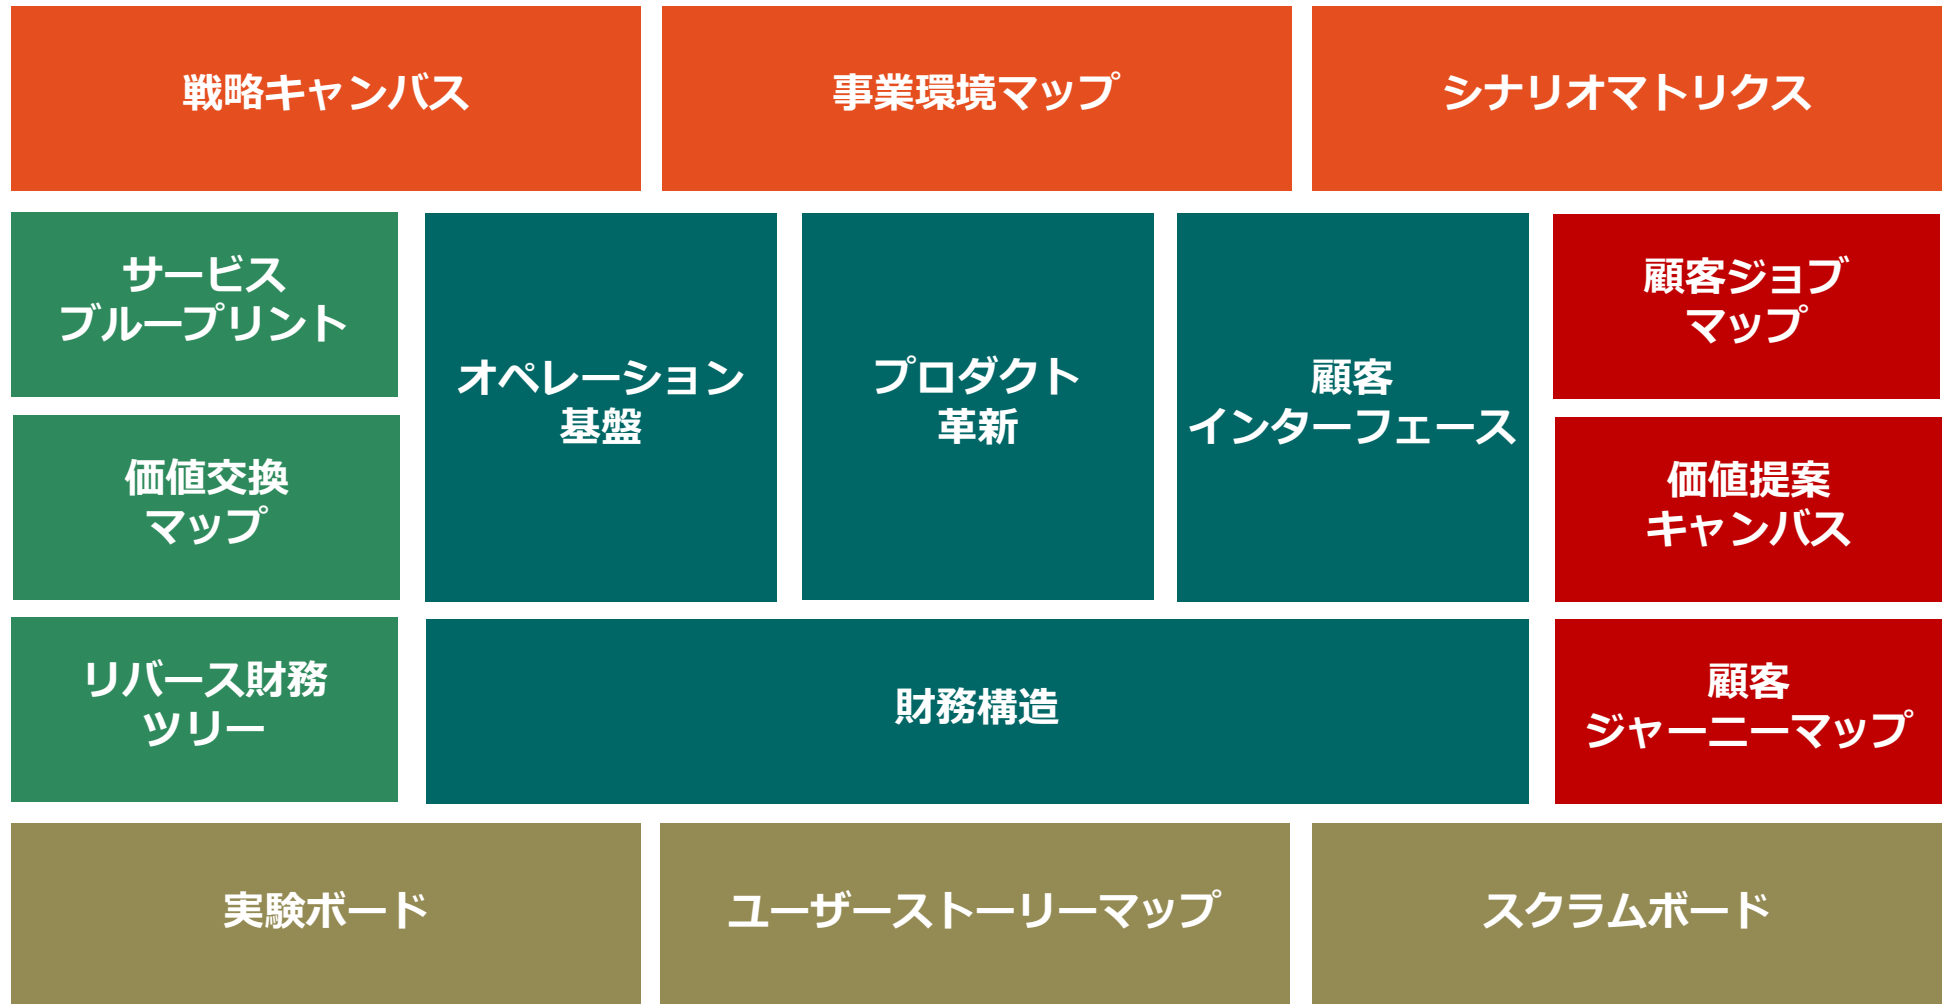 戦略キャンバス
事業環境マップ
シナリオマトリクス
サービス
ブループリント
オペレーション
基盤
プロダクト
革新
顧客
インターフェース
顧客ジョブ
マップ
価値交換
マップ
価値提案
キャンバス
リバース財務
ツリー
財務構造
顧客
ジャーニーマップ
実験ボード
ユーザーストーリーマップ
スクラムボード